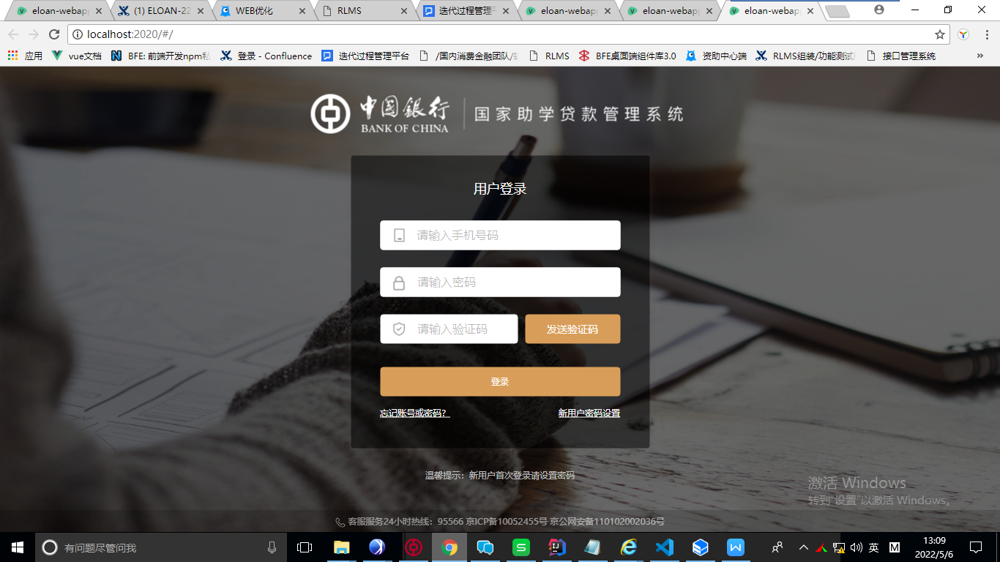 eloan-webap
(1) ELOAN-22
WEB优化
RLMS
迭代过程管理
eloan-webap
eloan-webap
eloan-webap
localhost:2020/#/
应用
vue文档
BFE: 前端开发npm私
登录 - Confluence
迭代过程管理平台
/国内消费金融团队/
RLMS
BFE桌面端组件库3.0
资助中心端
RLMS组装/功能测试
接口管理系统
»
中國銀行
BANK OF CHINA
国家助学贷款管理系统
用户登录
请输入手机号码
请输入密码
请输入验证码
发送验证码
登录
忘记账号或密码?
新用户密码设置
温馨提示：新用户首次登录请设置密码
激活 Windows
转到“设置”以激活 Windows。
客服服务24小时热线：95566 京ICP备10052455号 京公网安备110102002036号
有问题尽管问我
英
M
13:09
2022/5/6